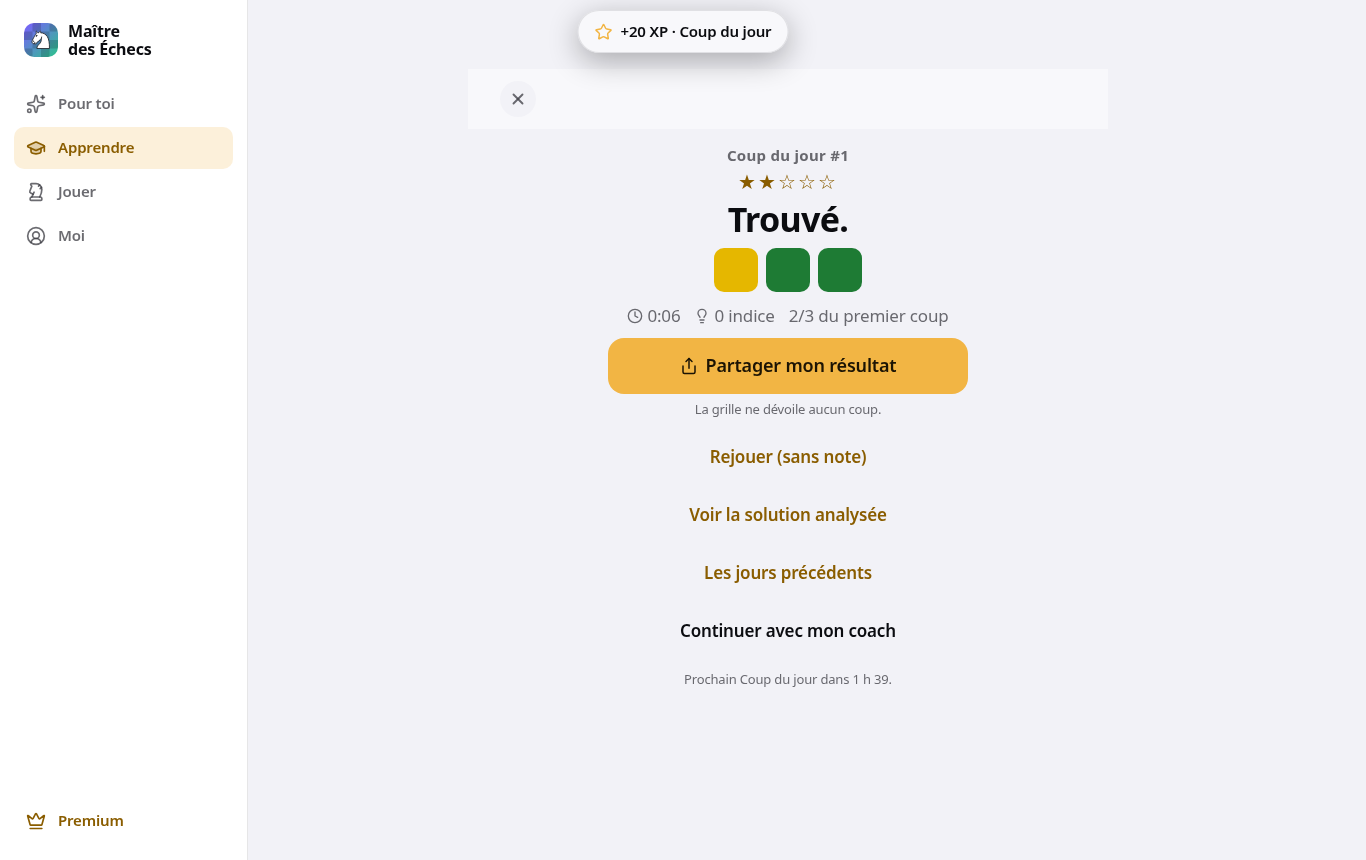 Maître
des Échecs
Pour toi
Apprendre
Jouer
Moi
Premium
+20 XP · Coup du jour
Coup du jour #1
★★☆☆☆
Trouvé.
0:06 0 indice 2/3 du premier coup
Partager mon résultat
La grille ne dévoile aucun coup.
Rejouer (sans note)
Voir la solution analysée
Les jours précédents
Continuer avec mon coach
Prochain Coup du jour dans 1 h 39.